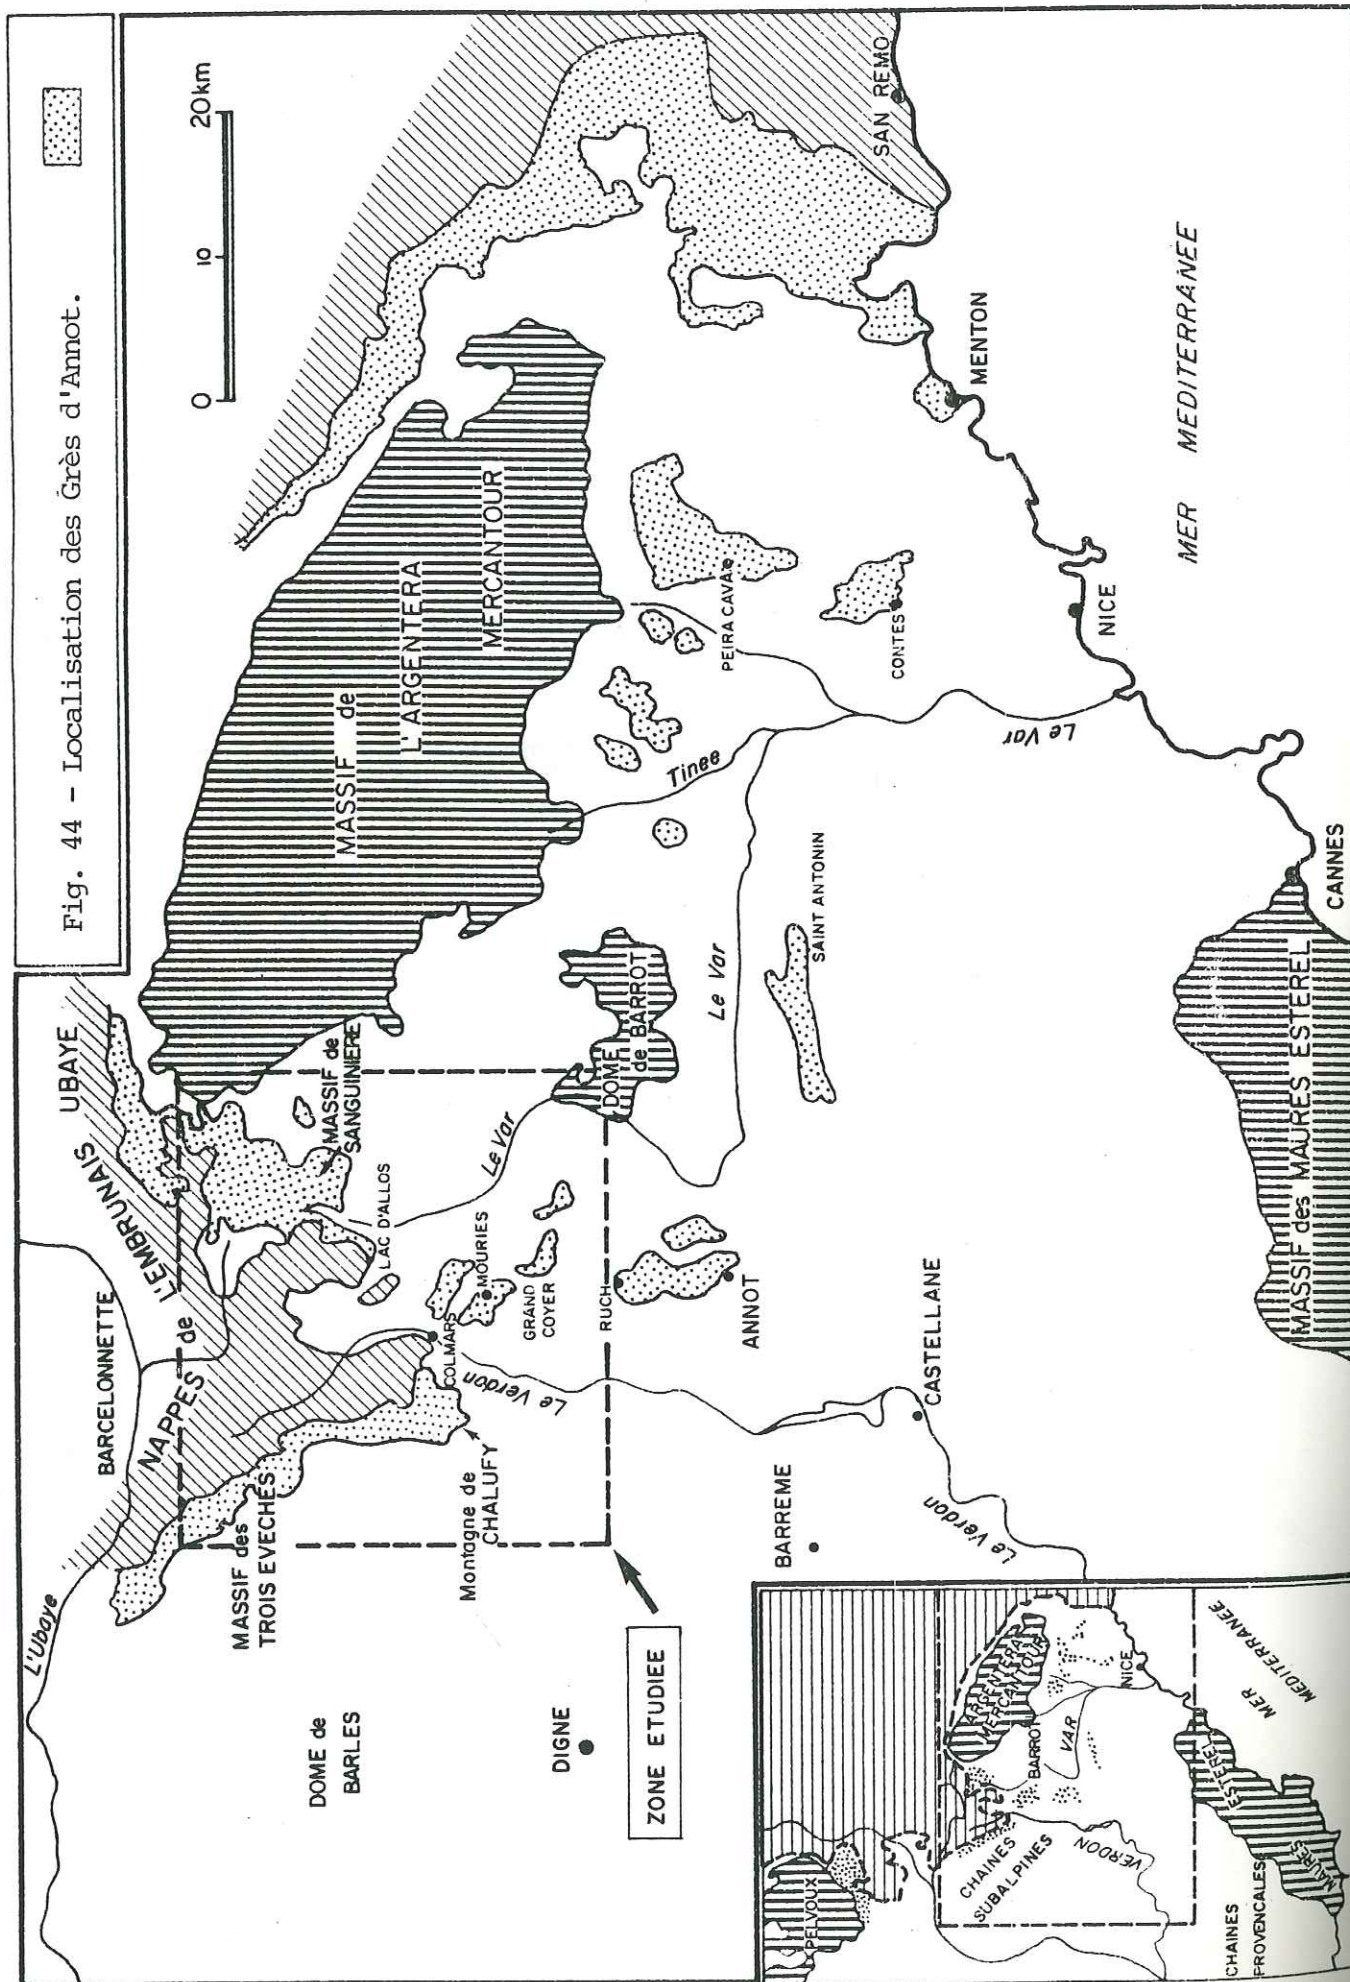 Fig. 44 - Localisation des Grès d'Annot.
0
10
20km
L'Ubaye
BARCELONNETTE
UBAYE
NAPPES de L'EMBRUNAIS
MASSIF des
TROIS EVECHES
MASSIF de
SANGUINIERE
MASSIF de
L'ARGENTERA
MERCANTOUR
LAC D'ALLOS
Le Var
COLMARS
MOURIES
GRAND
COYER
Montagne de
CHALUFY
Le Verdon
DOME de
BARLES
DIGNE
ZONE ETUDIEE
RUCH
ANNOT
DOME
de BARROT
Le Var
Tinee
PEIRA CAVA
SAINT ANTONIN
CONTES
Le Var
BARREME
CASTELLANE
Le Verdon
SAN REMO
MENTON
NICE
CANNES
MER MEDITERRANEE
MASSIF des MAURES ESTEREL
PELVOUX
CHAINES
SUBALPINES
ARGENTERA
MERCANTOUR
BARROT
VAR
VERDON
NICE
ESTEREL
MAURES
MER
MEDITERRANEE
CHAINES
PROVENCALES